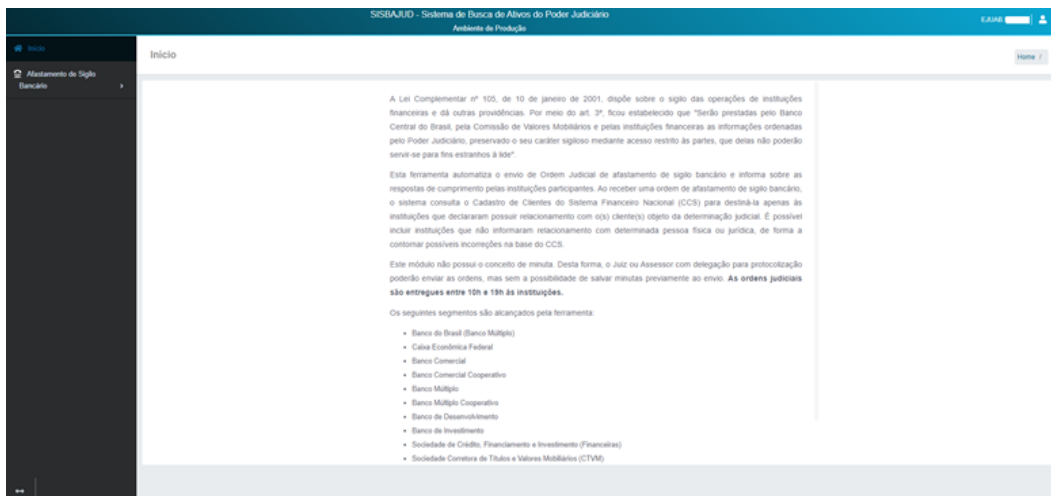 SISBAJUD - Sistema de Busca de Ativos do Poder Judiciário
Ambiente de Produção
EJUAB
Início
Afastamento de Sigilo
Bancário
Início
Home /
A Lei Complementar nº 105, de 10 de janeiro de 2001, dispõe sobre o sigilo das operações de instituições
financeiras e dá outras providências. Por meio do art. 3º, ficou estabelecido que "Serão prestadas pelo Banco
Central do Brasil, pela Comissão de Valores Mobiliários e pelas instituições financeiras as informações ordenadas
pelo Poder Judiciário, preservado o seu caráter sigiloso mediante acesso restrito às partes, que delas não poderão
servir-se para fins estranhos à lide".
Esta ferramenta automatiza o envio de Ordem Judicial de afastamento de sigilo bancário e informa sobre as
respostas de cumprimento pelas instituições participantes. Ao receber uma ordem de afastamento de sigilo bancário,
o sistema consulta o Cadastro de Clientes do Sistema Financeiro Nacional (CCS) para destiná-la apenas às
instituições que declararam possuir relacionamento com o(s) cliente(s) objeto da determinação judicial. É possível
incluir instituições que não informaram relacionamento com determinada pessoa física ou jurídica, de forma a
contornar possíveis incorreções na base do CCS.
Este módulo não possui o conceito de minuta. Desta forma, o Juiz ou Assessor com delegação para protocolização
poderão enviar as ordens, mas sem a possibilidade de salvar minutas previamente ao envio. As ordens judiciais
são entregues entre 10h e 19h às instituições.
Os seguintes segmentos são alcançados pela ferramenta:
• Banco do Brasil (Banco Múltiplo)
• Caixa Econômica Federal
• Banco Comercial
• Banco Comercial Cooperativo
• Banco Múltiplo
• Banco Múltiplo Cooperativo
• Banco de Desenvolvimento
• Banco de Investimento
• Sociedade de Crédito, Financiamento e Investimento (Financeiras)
• Sociedade Corretora de Títulos e Valores Mobiliários (CTVM)